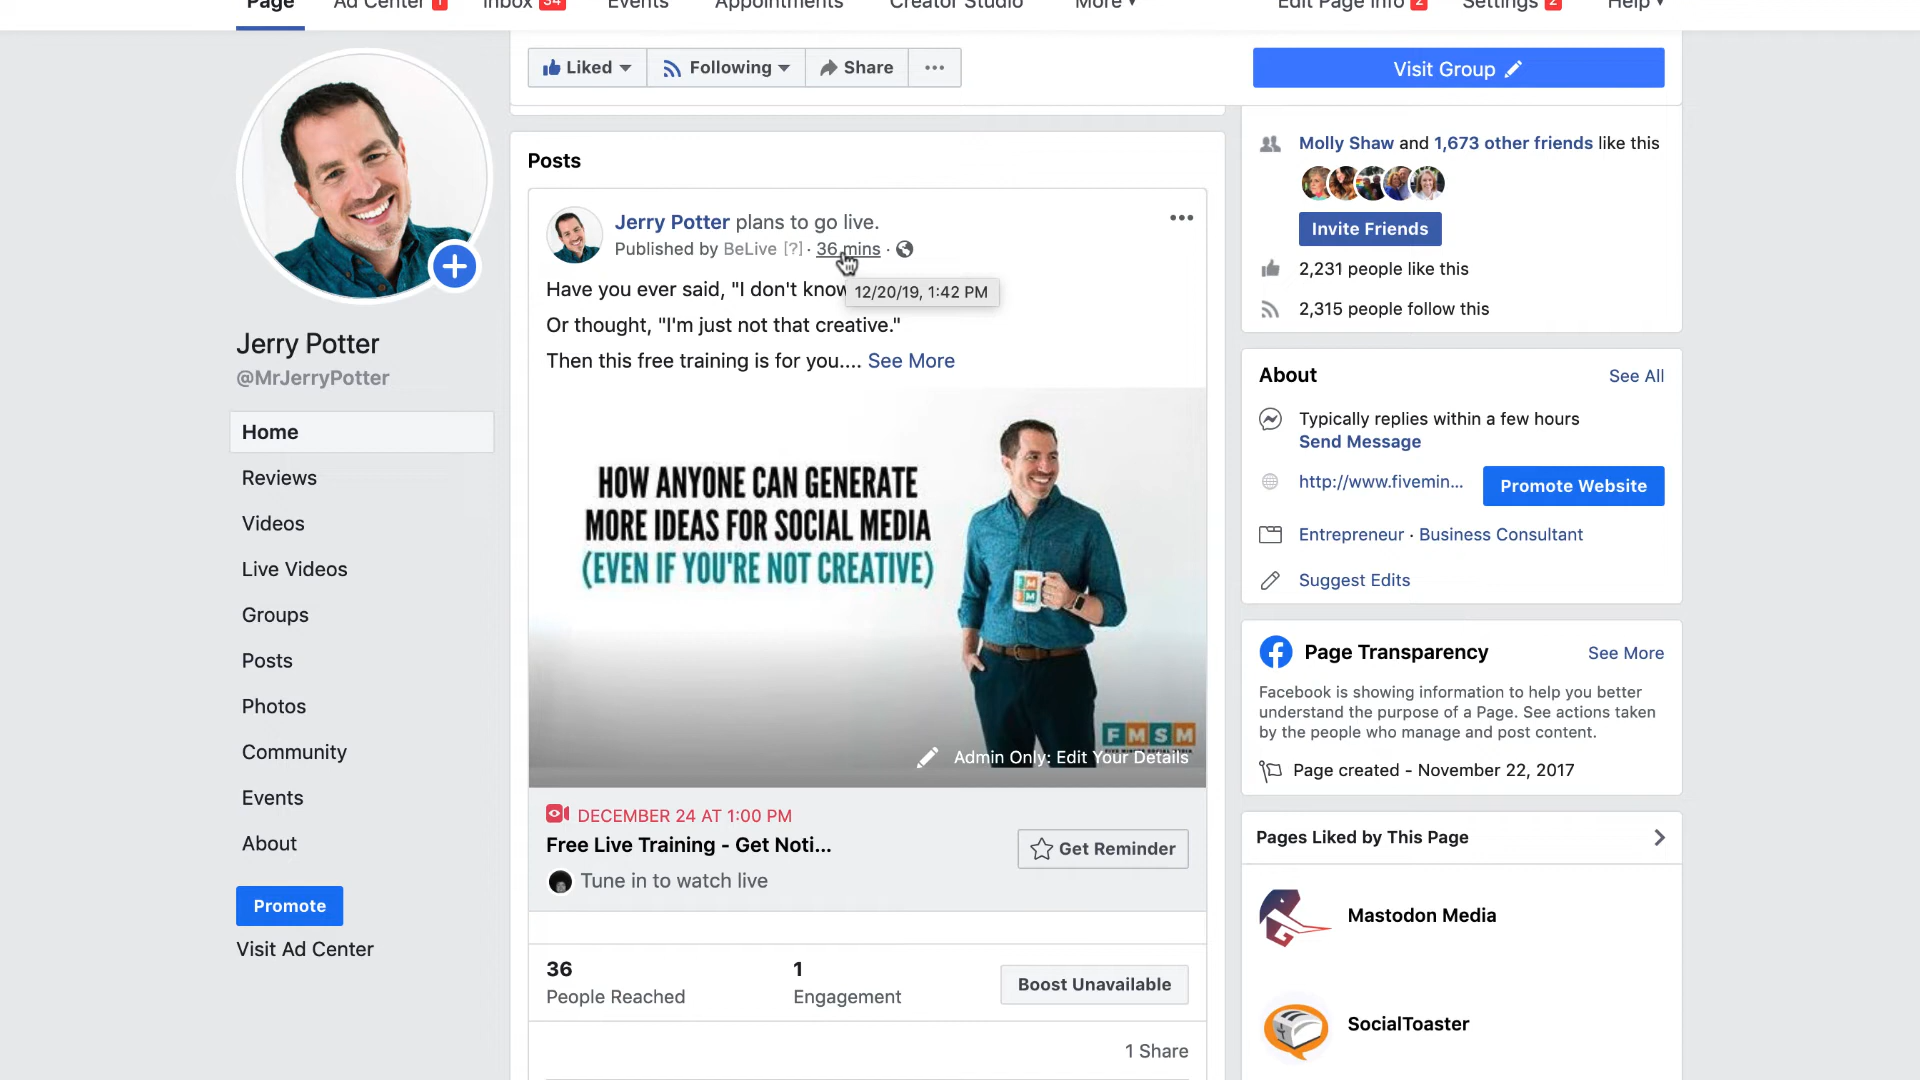 Page Ad Center 1 Inbox 34 Events Appointments Creator Studio More Edit Page Info 2 Settings 2 Help
Liked Following Share ...
Visit Group
Molly Shaw and 1,673 other friends like this
Invite Friends
2,231 people like this
2,315 people follow this
Jerry Potter
@MrJerryPotter
Home
Reviews
Videos
Live Videos
Groups
Posts
Photos
Community
Events
About
Promote
Visit Ad Center
Posts
Jerry Potter plans to go live.
Published by BeLive [?] · 36 mins ·
Have you ever said, "I don't know
12/20/19, 1:42 PM
Or thought, "I'm just not that creative."
Then this free training is for you.... See More
HOW ANYONE CAN GENERATE
MORE IDEAS FOR SOCIAL MEDIA
(EVEN IF YOU'RE NOT CREATIVE)
FMSM
Admin Only: Edit Your Details
DECEMBER 24 AT 1:00 PM
Free Live Training - Get Noti...
Tune in to watch live
Get Reminder
36
People Reached
1
Engagement
Boost Unavailable
1 Share
About
See All
Typically replies within a few hours
Send Message
http://www.fivemin...
Promote Website
Entrepreneur · Business Consultant
Suggest Edits
Page Transparency
See More
Facebook is showing information to help you better
understand the purpose of a Page. See actions taken
by the people who manage and post content.
Page created - November 22, 2017
Pages Liked by This Page
Mastodon Media
SocialToaster